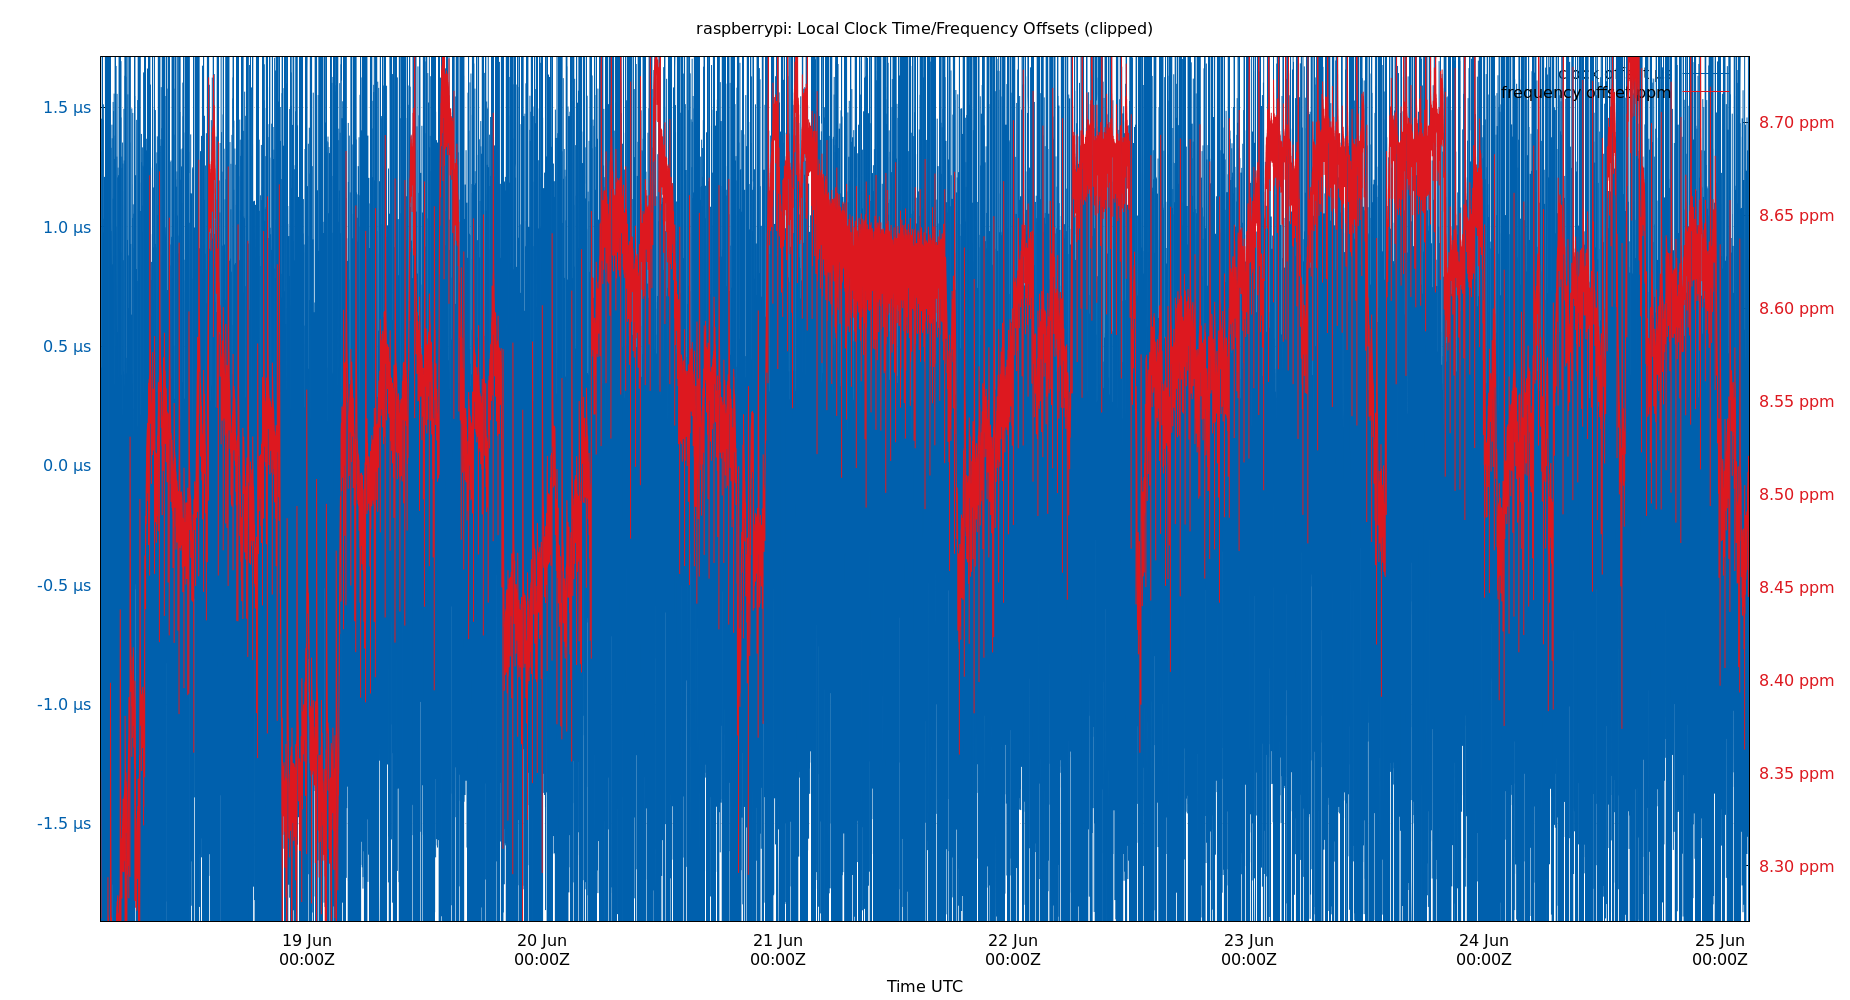 raspberrypi: Local Clock Time/Frequency Offsets (clipped)
frequency offset ppm
1.5 µs
1.0 µs
0.5 µs
0.0 µs
-0.5 µs
-1.0 µs
-1.5 µs
8.70 ppm
8.65 ppm
8.60 ppm
8.55 ppm
8.50 ppm
8.45 ppm
8.40 ppm
8.35 ppm
8.30 ppm
19 Jun 20 Jun 21 Jun 22 Jun 23 Jun 24 Jun 25 Jun
00:00Z 00:00Z 00:00Z 00:00Z 00:00Z 00:00Z 00:00Z
Time UTC